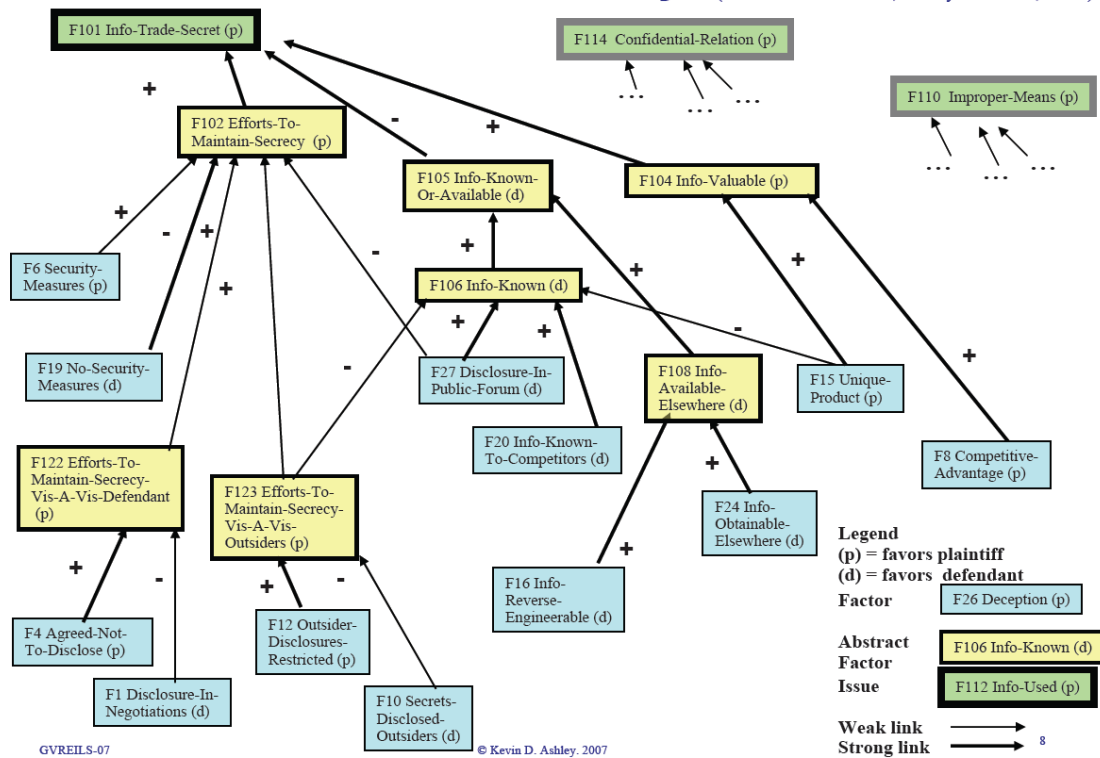 F101 Info-Trade-Secret (p)
F114  Confidential-Relation (p)
...
...
...
F110  Improper-Means (p)
...
...
...
+
F102 Efforts-To-
Maintain-Secrecy  (p)
-
+
F105 Info-Known-
Or-Available (d)
F104 Info-Valuable (p)
+
-
+
-
+
+
+
F6 Security-
Measures (p)
+
F106 Info-Known (d)
+
+
-
-
+
F19 No-Security-
Measures (d)
F27 Disclosure-In-
Public-Forum (d)
F108 Info-
Available-
Elsewhere (d)
F15 Unique-
Product (p)
F20 Info-Known-
To-Competitors (d)
F8 Competitive-
Advantage (p)
F122 Efforts-To-
Maintain-Secrecy-
Vis-A-Vis-Defendant
(p)
F123 Efforts-To-
Maintain-Secrecy-
Vis-A-Vis-
Outsiders (p)
+
F24 Info-
Obtainable-
Elsewhere (d)
+
-
+
-
+
F16 Info-
Reverse-
Engineerable (d)
F4 Agreed-Not-
To-Disclose (p)
F12 Outsider-
Disclosures-
Restricted (p)
F1 Disclosure-In-
Negotiations (d)
F10 Secrets-
Disclosed-
Outsiders (d)
Legend
(p) = favors plaintiff
(d) = favors  defendant
Factor
F26 Deception (p)
Abstract
Factor
F106 Info-Known (d)
Issue
F112 Info-Used (p)
Weak link
Strong link
8
GVREILS-07
© Kevin D. Ashley. 2007